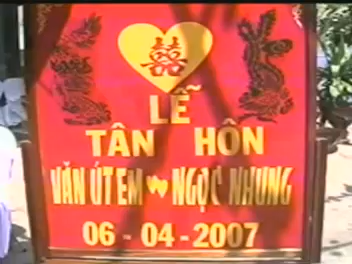 囍
LỄ
TÂN HÔN
VĂN ÚT EM NGỌC NHUNG
06 - 04 - 2007